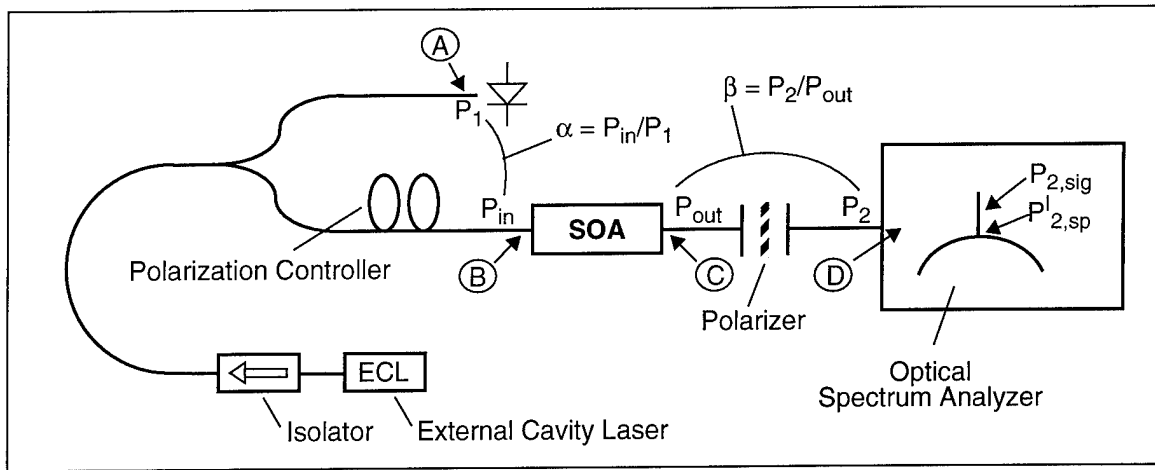 A
P1
α = Pin/P1
β = P2/Pout
Polarization Controller
Pin
B
SOA
Pout
C
Polarizer
P2
D
P2,sig
Pl2,sp
Optical
Spectrum Analyzer
ECL
Isolator
External Cavity Laser